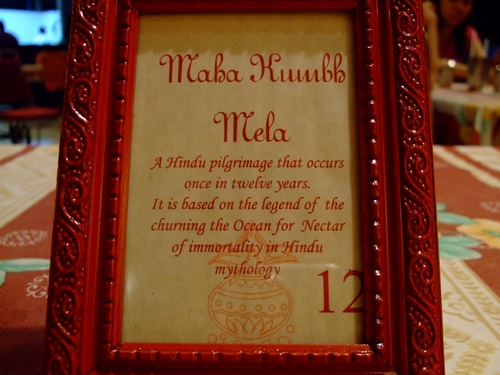 Maha Kumbh
Mela
A Hindu pilgrimage that occurs
once in twelve years.
It is based on the legend of the
churning the Ocean for Nectar
of immortality in Hindu
mythology
12